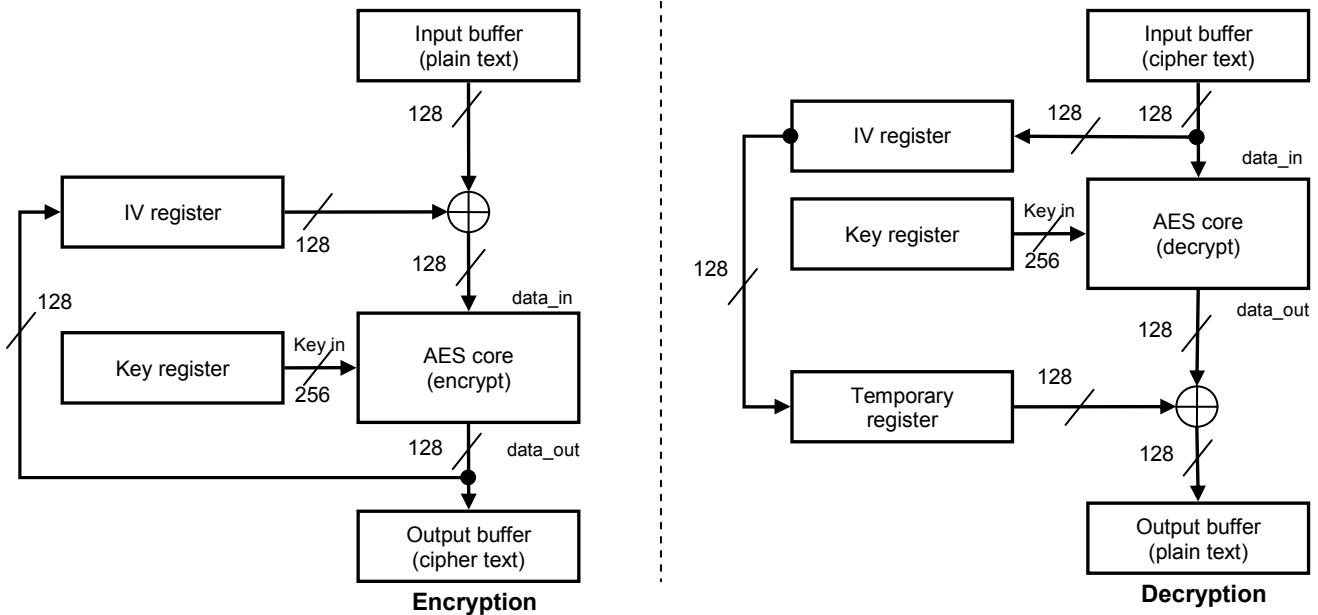 Input buffer
(plain text)
128
IV register
128
128
128
data_in
Key register
Key in
256
AES core
(encrypt)
128
data_out
Output buffer
(cipher text)
Encryption
Input buffer
(cipher text)
128
128
IV register
data_in
Key register
Key in
256
AES core
(decrypt)
128
data_out
128
Temporary
register
128
128
Output buffer
(plain text)
Decryption